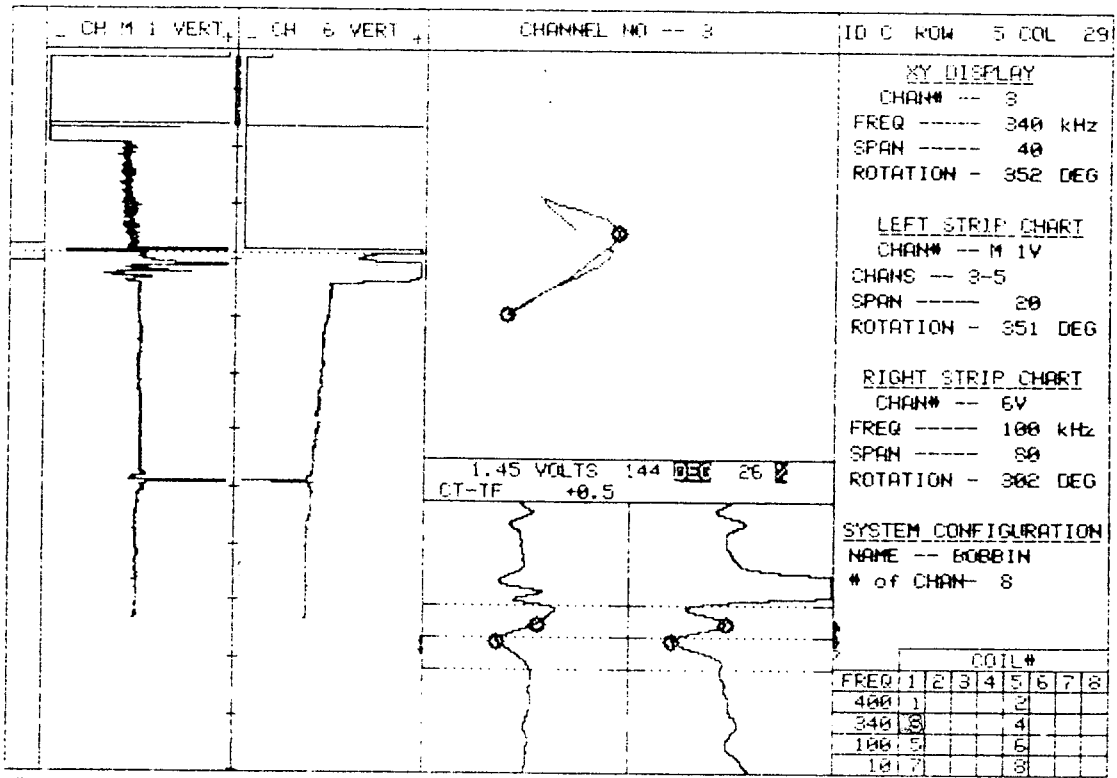 _ CH M 1 VERT +
_ CH 6 VERT +
CHANNEL NO -- 3
ID C ROW 5 COL 29
XY DISPLAY
CHAN# -- 3
FREQ ----- 340 kHz
SPAN ----- 40
ROTATION - 352 DEG
LEFT STRIP CHART
CHAN# -- M 1V
CHANS -- 3-5
SPAN ----- 20
ROTATION - 351 DEG
RIGHT STRIP CHART
CHAN# -- 6V
FREQ ----- 100 kHz
SPAN ----- 80
ROTATION - 302 DEG
1.45 VOLTS 144 DEG 26 %
CT-TF +0.5
SYSTEM CONFIGURATION
NAME -- BOBBIN
# of CHAN- 8
COIL#
FREQ 1 2 3 4 5 6 7 8
400 1 2
340 3 4
100 5 6
10 7 8